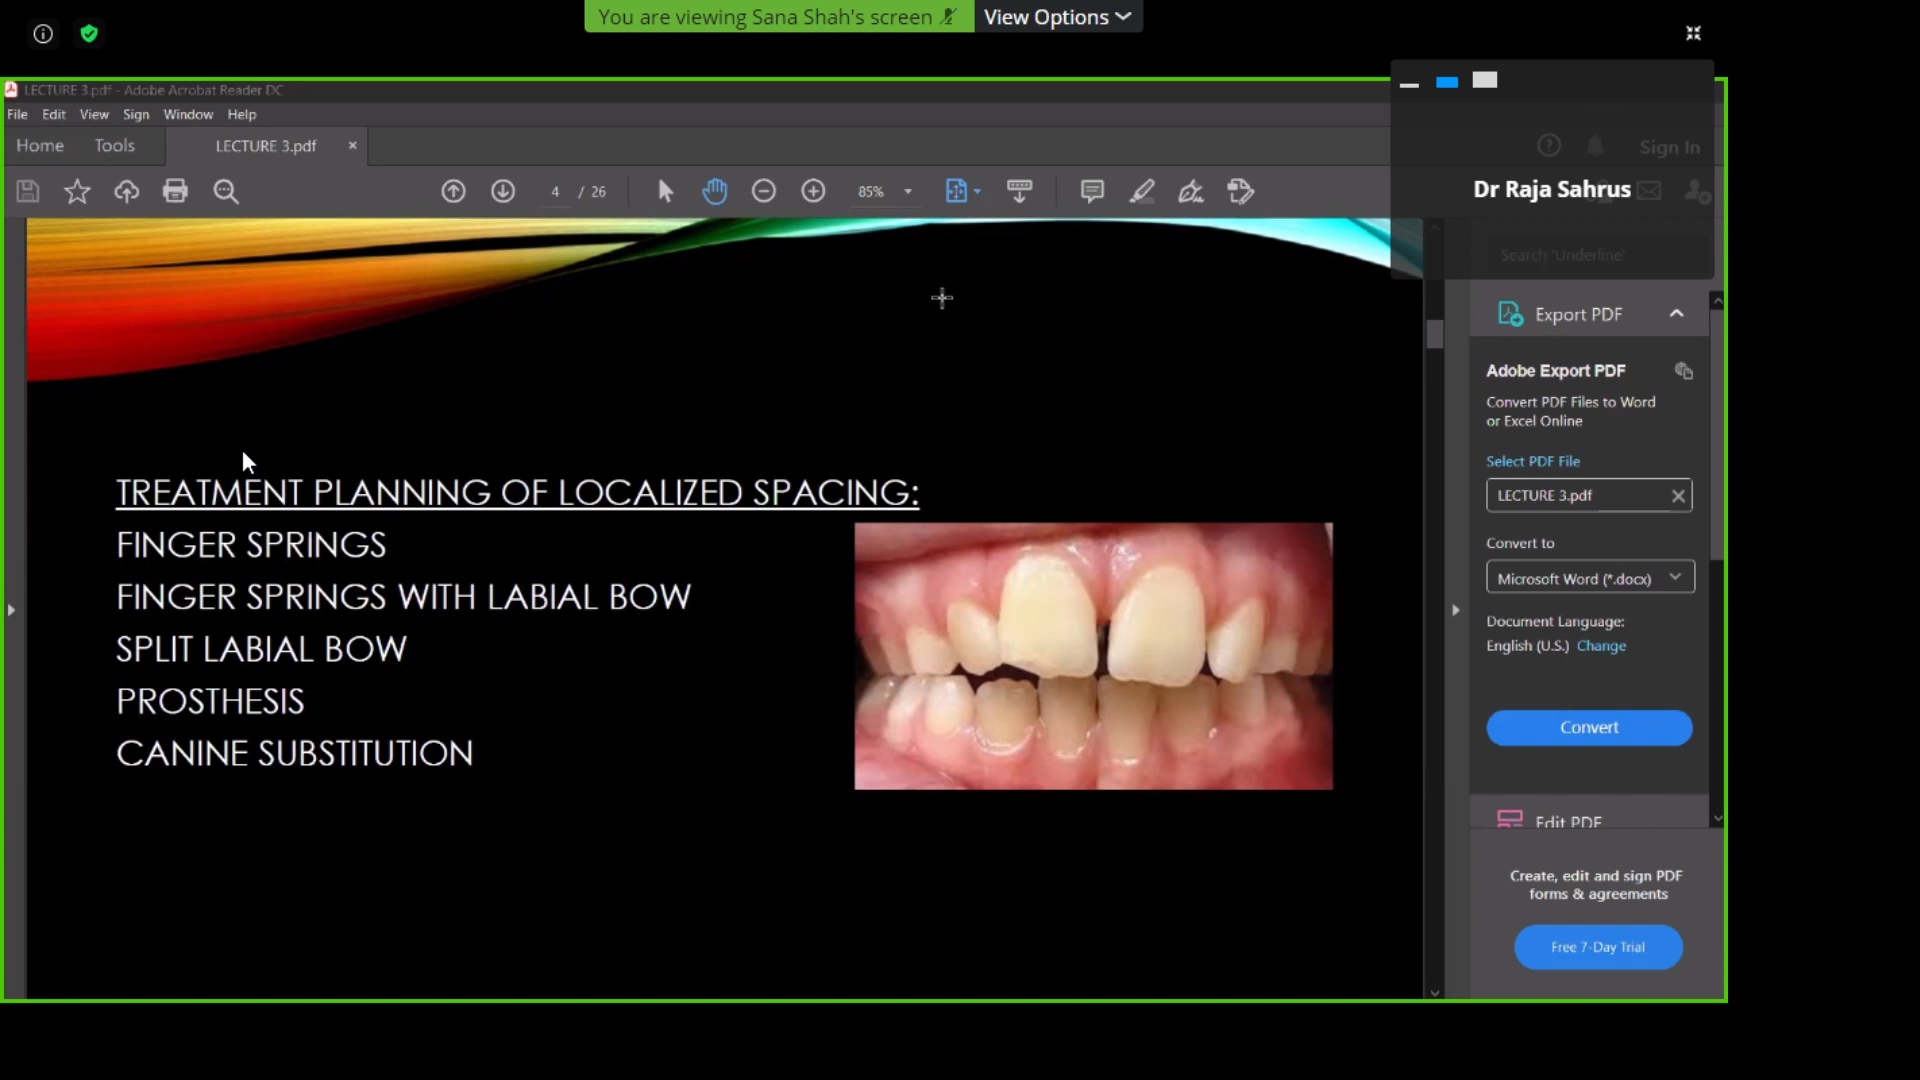 You are viewing Sana Shah's screen
View Options
LECTURE 3.pdf - Adobe Acrobat Reader DC
File Edit View Sign Window Help
Home Tools LECTURE 3.pdf
Sign In
4 / 26
85%
Dr Raja Sahrus
Search 'Underline'
TREATMENT PLANNING OF LOCALIZED SPACING:
FINGER SPRINGS
FINGER SPRINGS WITH LABIAL BOW
SPLIT LABIAL BOW
PROSTHESIS
CANINE SUBSTITUTION
Export PDF
Adobe Export PDF
Convert PDF Files to Word
or Excel Online
Select PDF File
LECTURE 3.pdf
Convert to
Microsoft Word (*.docx)
Document Language:
English (U.S.) Change
Convert
Edit PDF
Create, edit and sign PDF
forms & agreements
Free 7-Day Trial